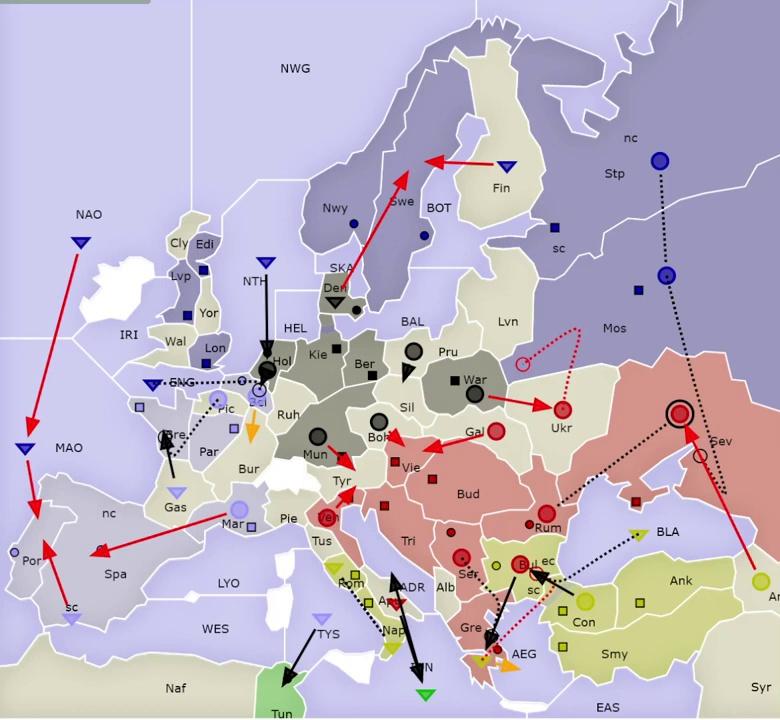 NWG
nc
Stp
Fin
NAO
Nwy
Swe
BOT
Cly
Edi
sc
SKA
Lvp
NTH
Den
IRI
Yor
HEL
BAL
Lvn
Mos
Wal
Lon
Kie
Ber
Pru
Hol
ENG
War
Pic
Bel
Ruh
Sil
Ukr
Bre
Par
Boh
Gal
Sev
MAO
Mun
Vie
Bur
Tyr
Bud
Gas
nc
Mar
Pie
Ven
Rum
Tus
Tri
BLA
Por
Spa
Ser
Bul
ec
Rom
LYO
ADR
Alb
sc
Ank
Arm
sc
Apu
Con
WES
TYS
Nap
Gre
ION
AEG
Smy
Naf
Syr
Tun
EAS